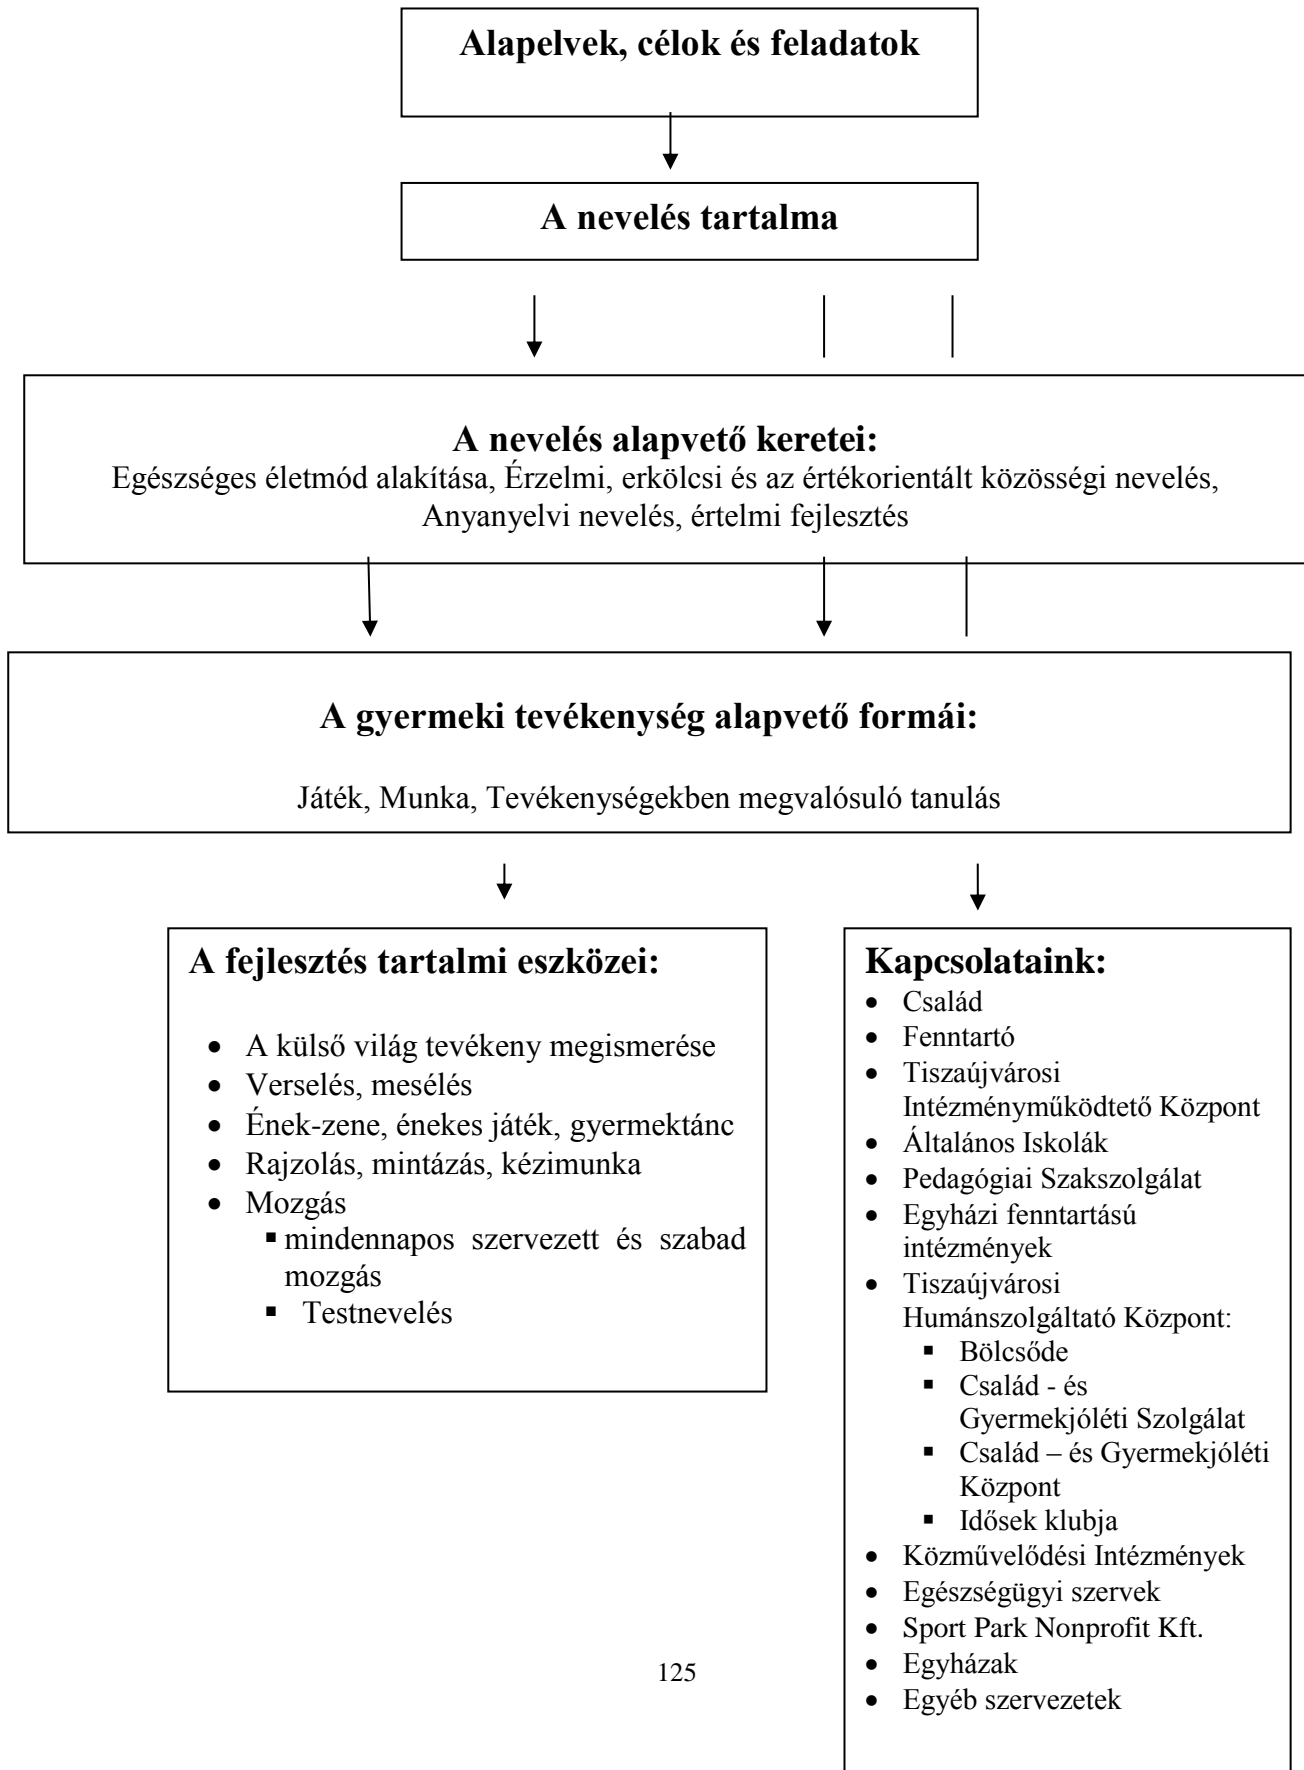 Alapelvek, célok és feladatok
A nevelés tartalma
A nevelés alapvető keretei:
Egészséges életmód alakítása, Érzelmi, erkölcsi és az értékorientált közösségi nevelés,
Anyanyelvi nevelés, értelmi fejlesztés
A gyermeki tevékenység alapvető formái:
Játék, Munka, Tevékenységekben megvalósuló tanulás
A fejlesztés tartalmi eszközei:
• A külső világ tevékeny megismerése
• Verselés, mesélés
• Ének-zene, énekes játék, gyermektánc
• Rajzolás, mintázás, kézimunka
• Mozgás
▪ mindennapos szervezett és szabad
mozgás
▪ Testnevelés
Kapcsolataink:
• Család
• Fenntartó
• Tiszaújvárosi
Intézményműködtető Központ
• Általános Iskolák
• Pedagógiai Szakszolgálat
• Egyházi fenntartású
intézmények
• Tiszaújvárosi
Humánszolgáltató Központ:
▪ Bölcsőde
▪ Család - és
Gyermekjóléti Szolgálat
▪ Család – és Gyermekjóléti
Központ
▪ Idősek klubja
• Közművelődési Intézmények
• Egészségügyi szervek
• Sport Park Nonprofit Kft.
• Egyházak
• Egyéb szervezetek
125